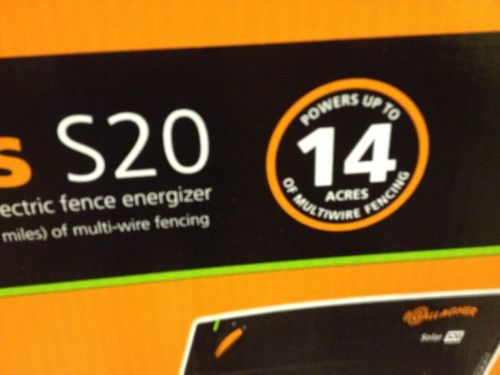 s S20
ectric fence energizer
miles) of multi-wire fencing
POWERS UP TO
14
ACRES
OF MULTIWIRE FENCING
GALLAGHER
Solar S20